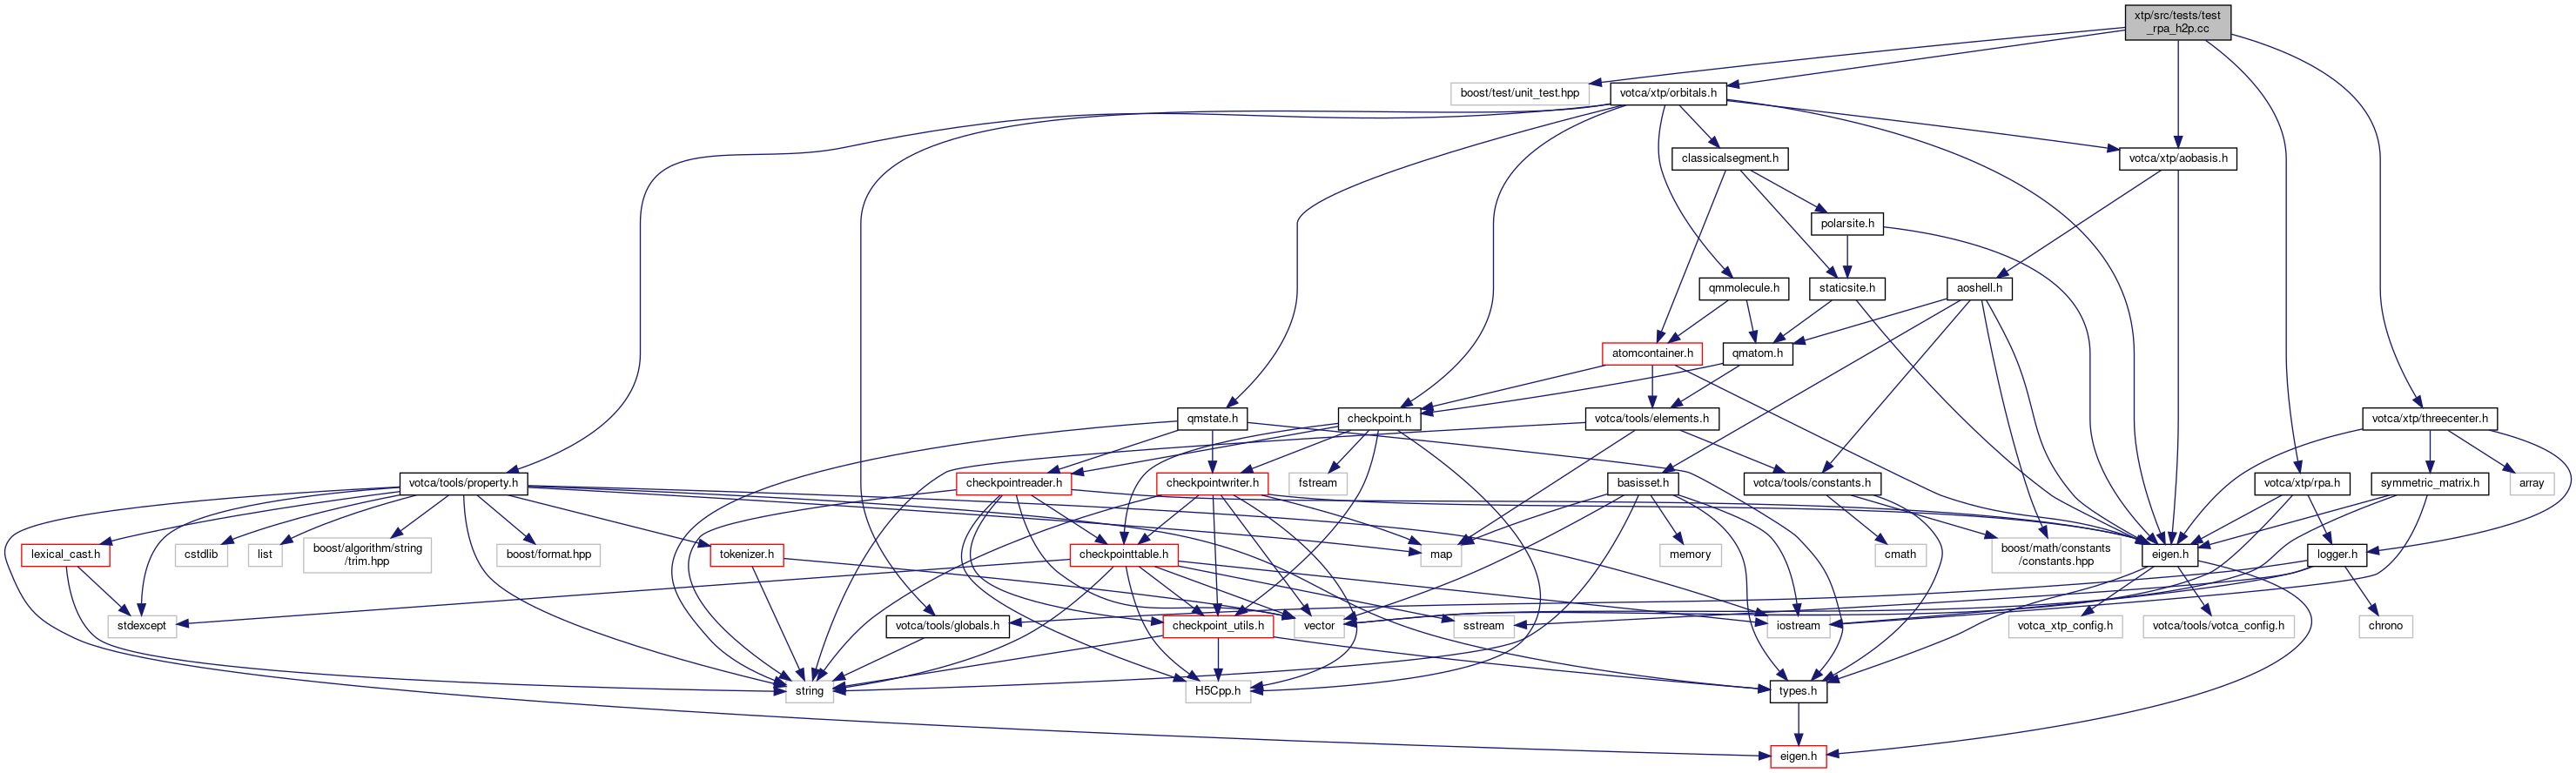 xtp/src/tests/test
_rpa_h2p.cc
boost/test/unit_test.hpp
votca/xtp/orbitals.h
classicalsegment.h
votca/xtp/aobasis.h
polarsite.h
qmmolecule.h
staticsite.h
aoshell.h
atomcontainer.h
qmatom.h
qmstate.h
checkpoint.h
votca/tools/elements.h
votca/xtp/threecenter.h
votca/tools/property.h
checkpointreader.h
checkpointwriter.h
fstream
basisset.h
votca/tools/constants.h
votca/xtp/rpa.h
symmetric_matrix.h
array
lexical_cast.h
cstdlib
list
boost/algorithm/string
/trim.hpp
boost/format.hpp
tokenizer.h
checkpointtable.h
map
memory
cmath
boost/math/constants
/constants.hpp
eigen.h
logger.h
stdexcept
votca/tools/globals.h
checkpoint_utils.h
vector
sstream
iostream
votca_xtp_config.h
votca/tools/votca_config.h
chrono
string
H5Cpp.h
types.h
eigen.h